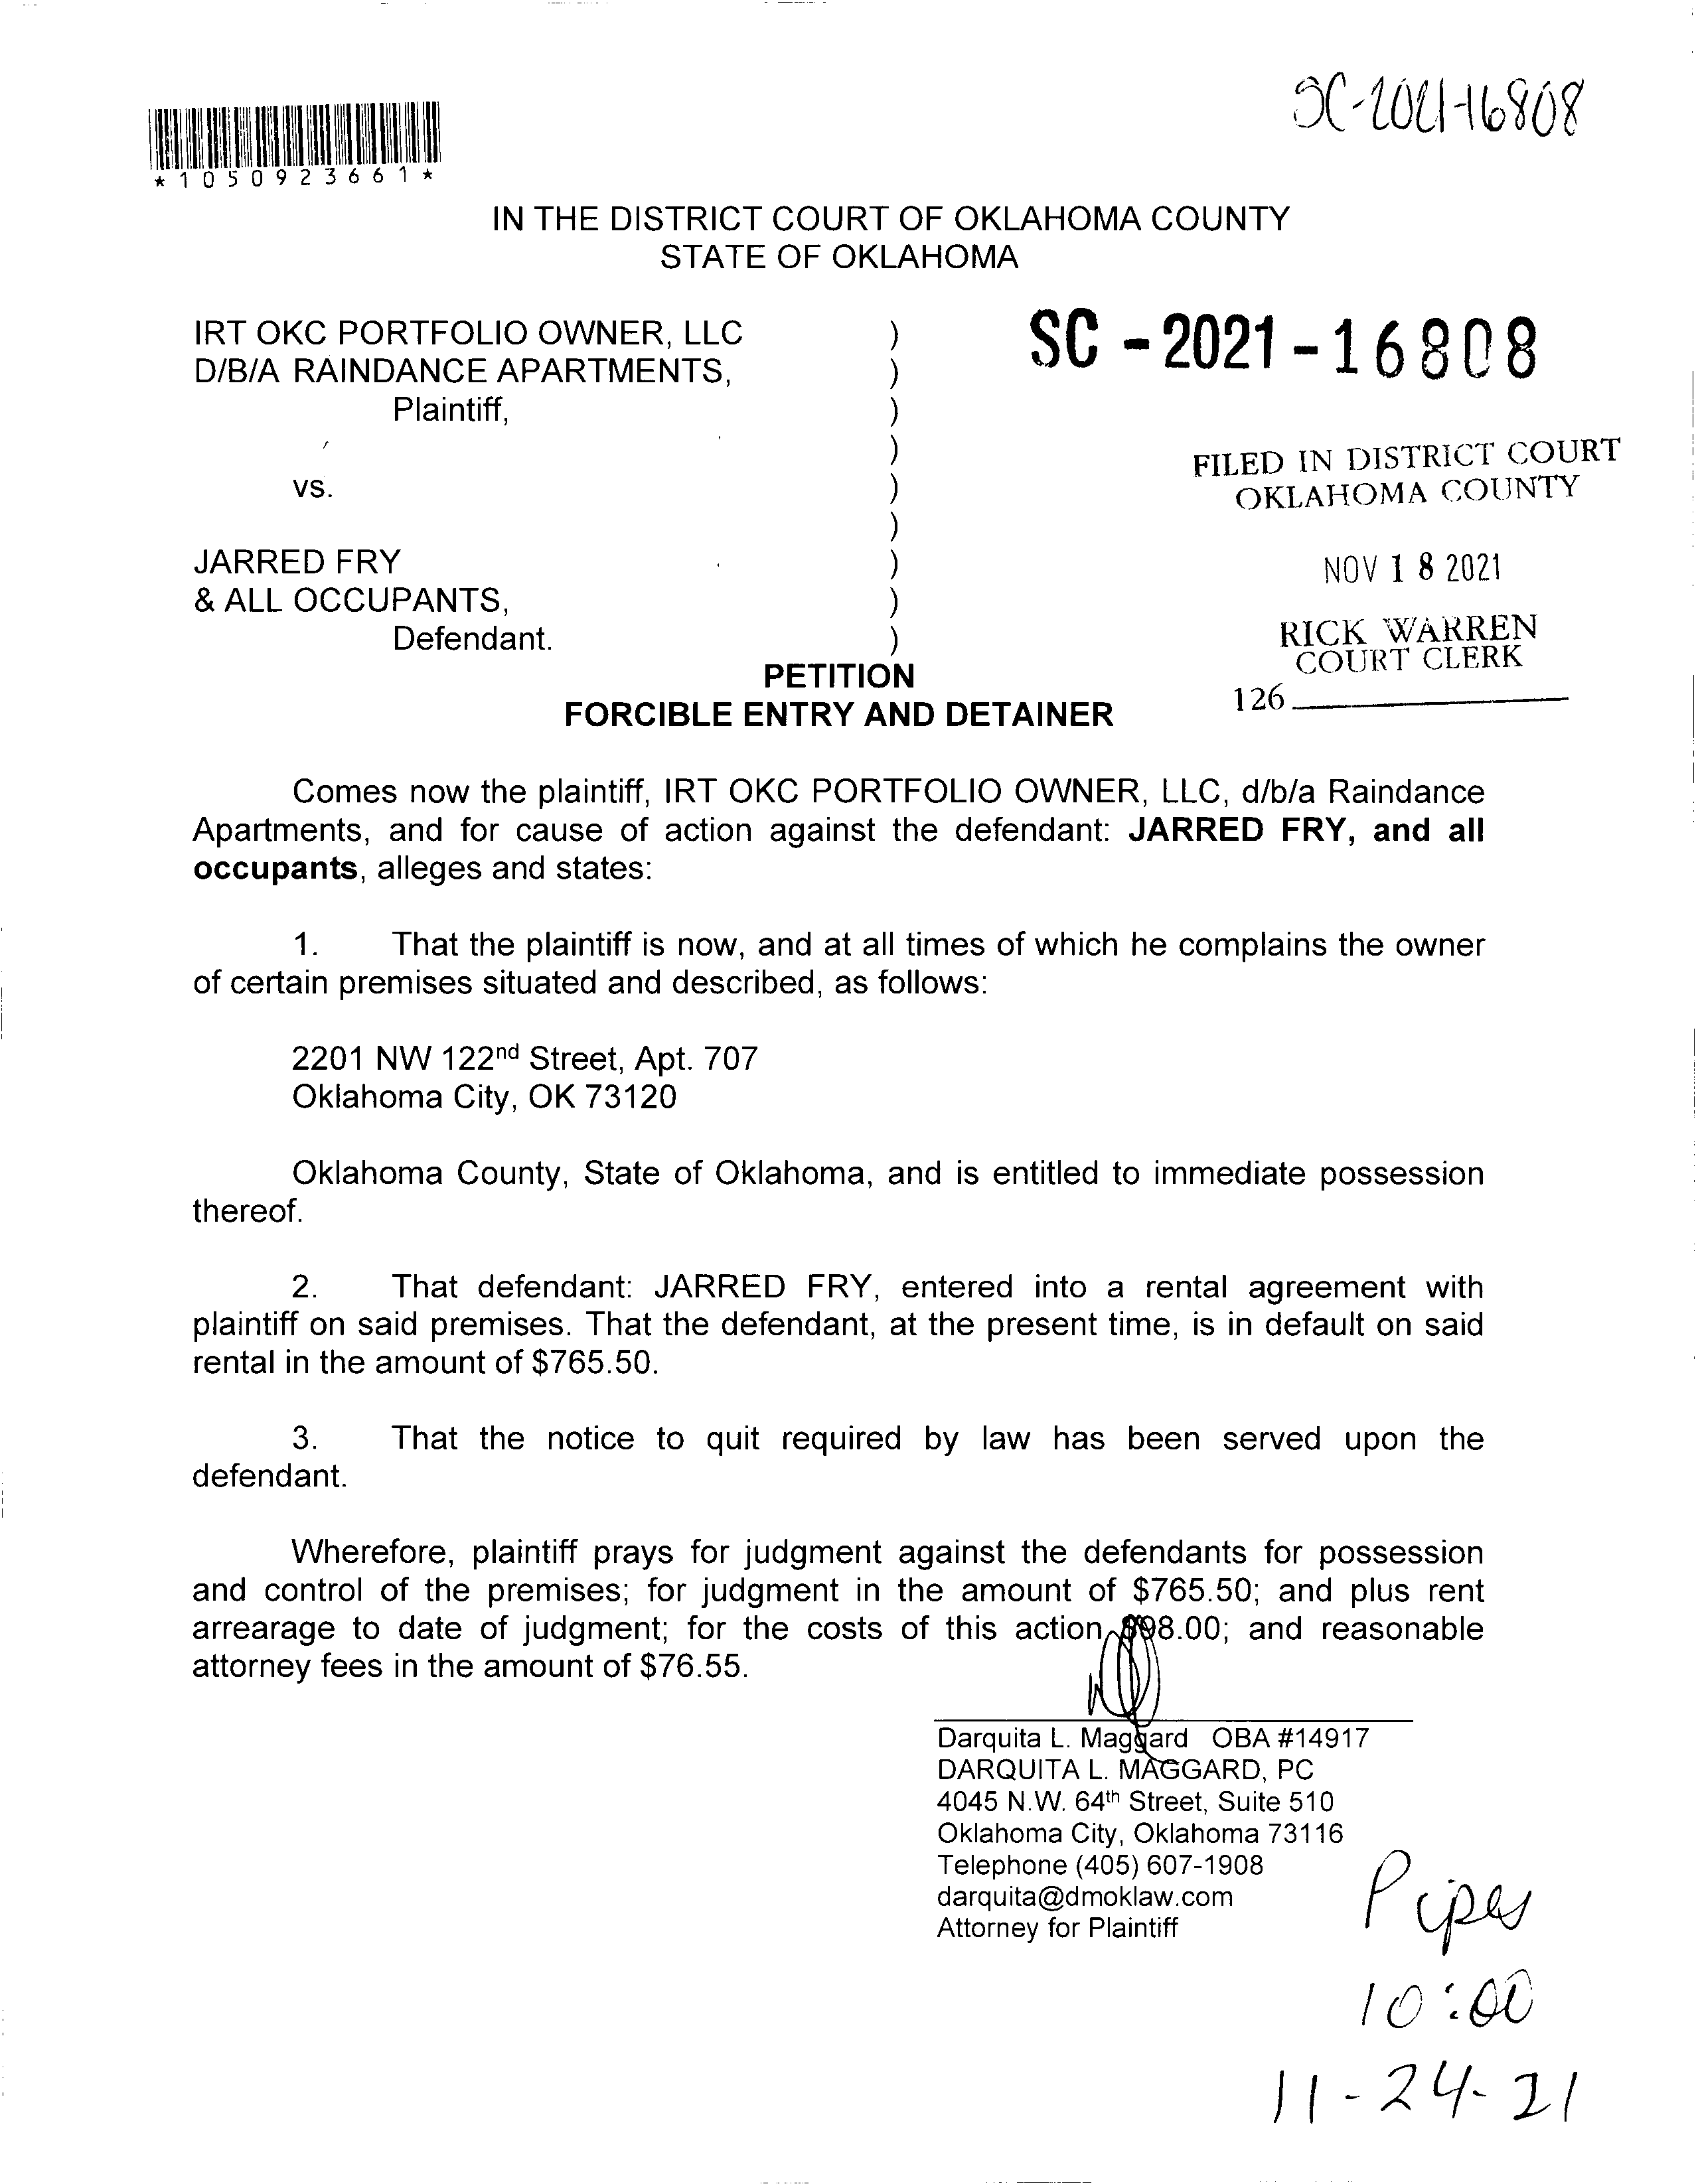 SC-2021-16808
*1050923661*
IN THE DISTRICT COURT OF OKLAHOMA COUNTY
STATE OF OKLAHOMA
IRT OKC PORTFOLIO OWNER, LLC )
D/B/A RAINDANCE APARTMENTS, )
Plaintiff, )
)
vs. )
)
JARRED FRY )
& ALL OCCUPANTS, )
Defendant. )
SC-2021-16808
FILED IN DISTRICT COURT
OKLAHOMA COUNTY
NOV 18 2021
RICK WARREN
COURT CLERK
126
PETITION
FORCIBLE ENTRY AND DETAINER
Comes now the plaintiff, IRT OKC PORTFOLIO OWNER, LLC, d/b/a Raindance
Apartments, and for cause of action against the defendant: JARRED FRY, and all
occupants, alleges and states:
1. That the plaintiff is now, and at all times of which he complains the owner
of certain premises situated and described, as follows:
2201 NW 122nd Street, Apt. 707
Oklahoma City, OK 73120
Oklahoma County, State of Oklahoma, and is entitled to immediate possession
thereof.
2. That defendant: JARRED FRY, entered into a rental agreement with
plaintiff on said premises. That the defendant, at the present time, is in default on said
rental in the amount of $765.50.
3. That the notice to quit required by law has been served upon the
defendant.
Wherefore, plaintiff prays for judgment against the defendants for possession
and control of the premises; for judgment in the amount of $765.50; and plus rent
arrearage to date of judgment; for the costs of this action, 98.00; and reasonable
attorney fees in the amount of $76.55.
Darquita L. Maggard OBA #14917
DARQUITA L. MAGGARD, PC
4045 N.W. 64th Street, Suite 510
Oklahoma City, Oklahoma 73116
Telephone (405) 607-1908
darquita@dmoklaw.com
Attorney for Plaintiff
10:00
11-24-21